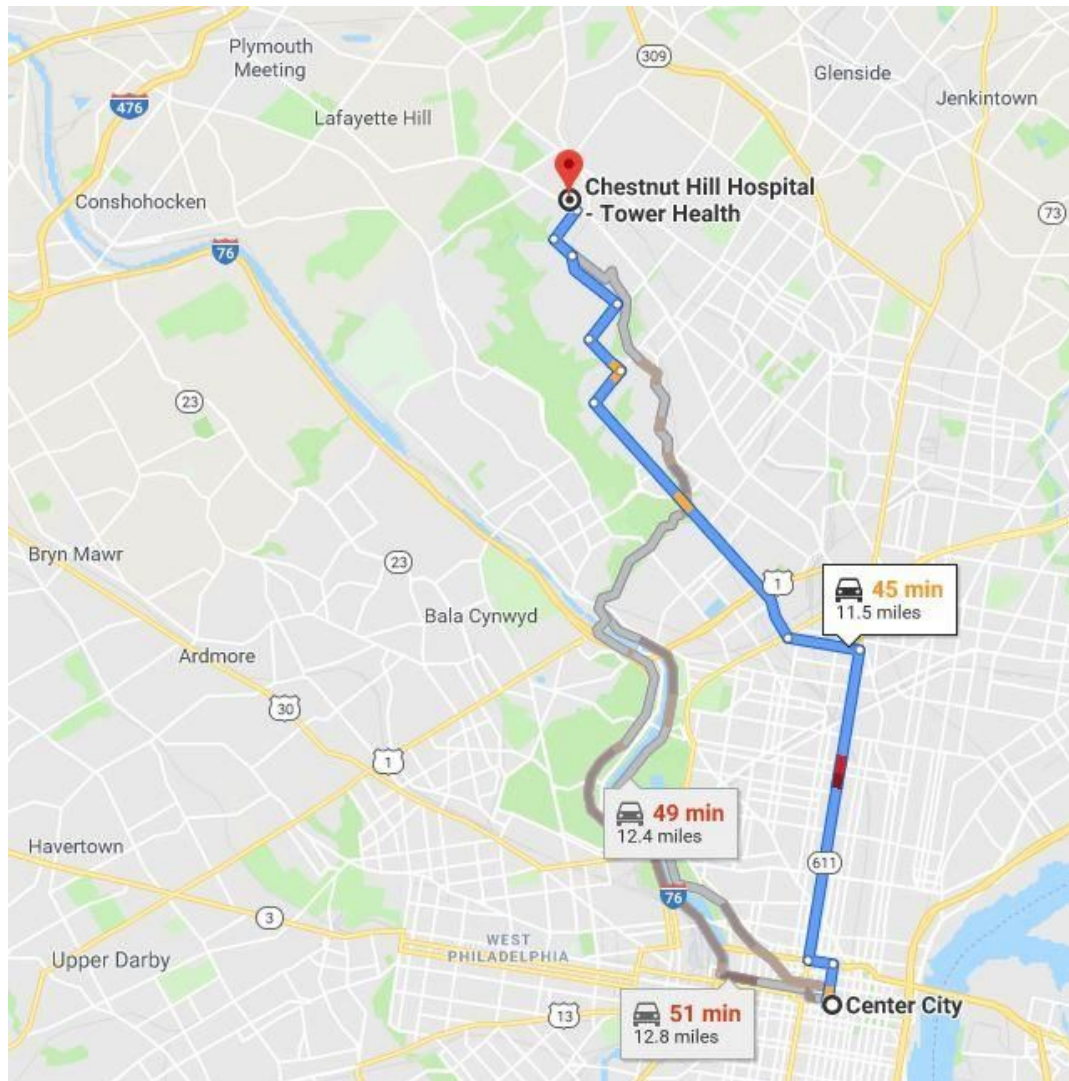 Plymouth
Meeting
309
Glenside
476
Jenkintown
Lafayette Hill
Chestnut Hill Hospital
- Tower Health
Conshohocken
73
76
23
Bryn Mawr
23
1
45 min
11.5 miles
Bala Cynwyd
Ardmore
30
1
49 min
12.4 miles
Havertown
611
76
3
WEST
PHILADELPHIA
Upper Darby
Center City
51 min
12.8 miles
13